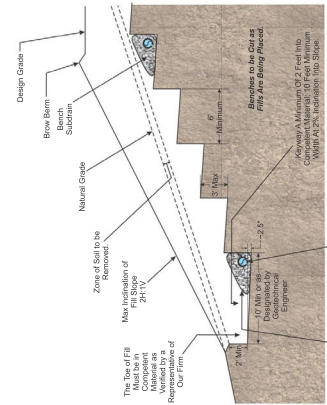 Design Grade
Brow Berm
Bench
Subdrain
Natural Grade
Zone of Soil to be
Removed.
Max Inclination of
Fill Slope
2H:1V
The Toe of Fill
Must be in
Competent
Material as
Verified by a
Representative of
Our Firm
6'
Minimum
3' Max
Benches to be Cut as
Fills Are Being Placed.
2.5"
2' Min
10' Min or as
Designated by
Geotechnical
Engineer
Keyway A Minimum Of 2 Feet Into
Competent Material: 10 Feet Minimum
Width At 2% Inclination Into Slope.